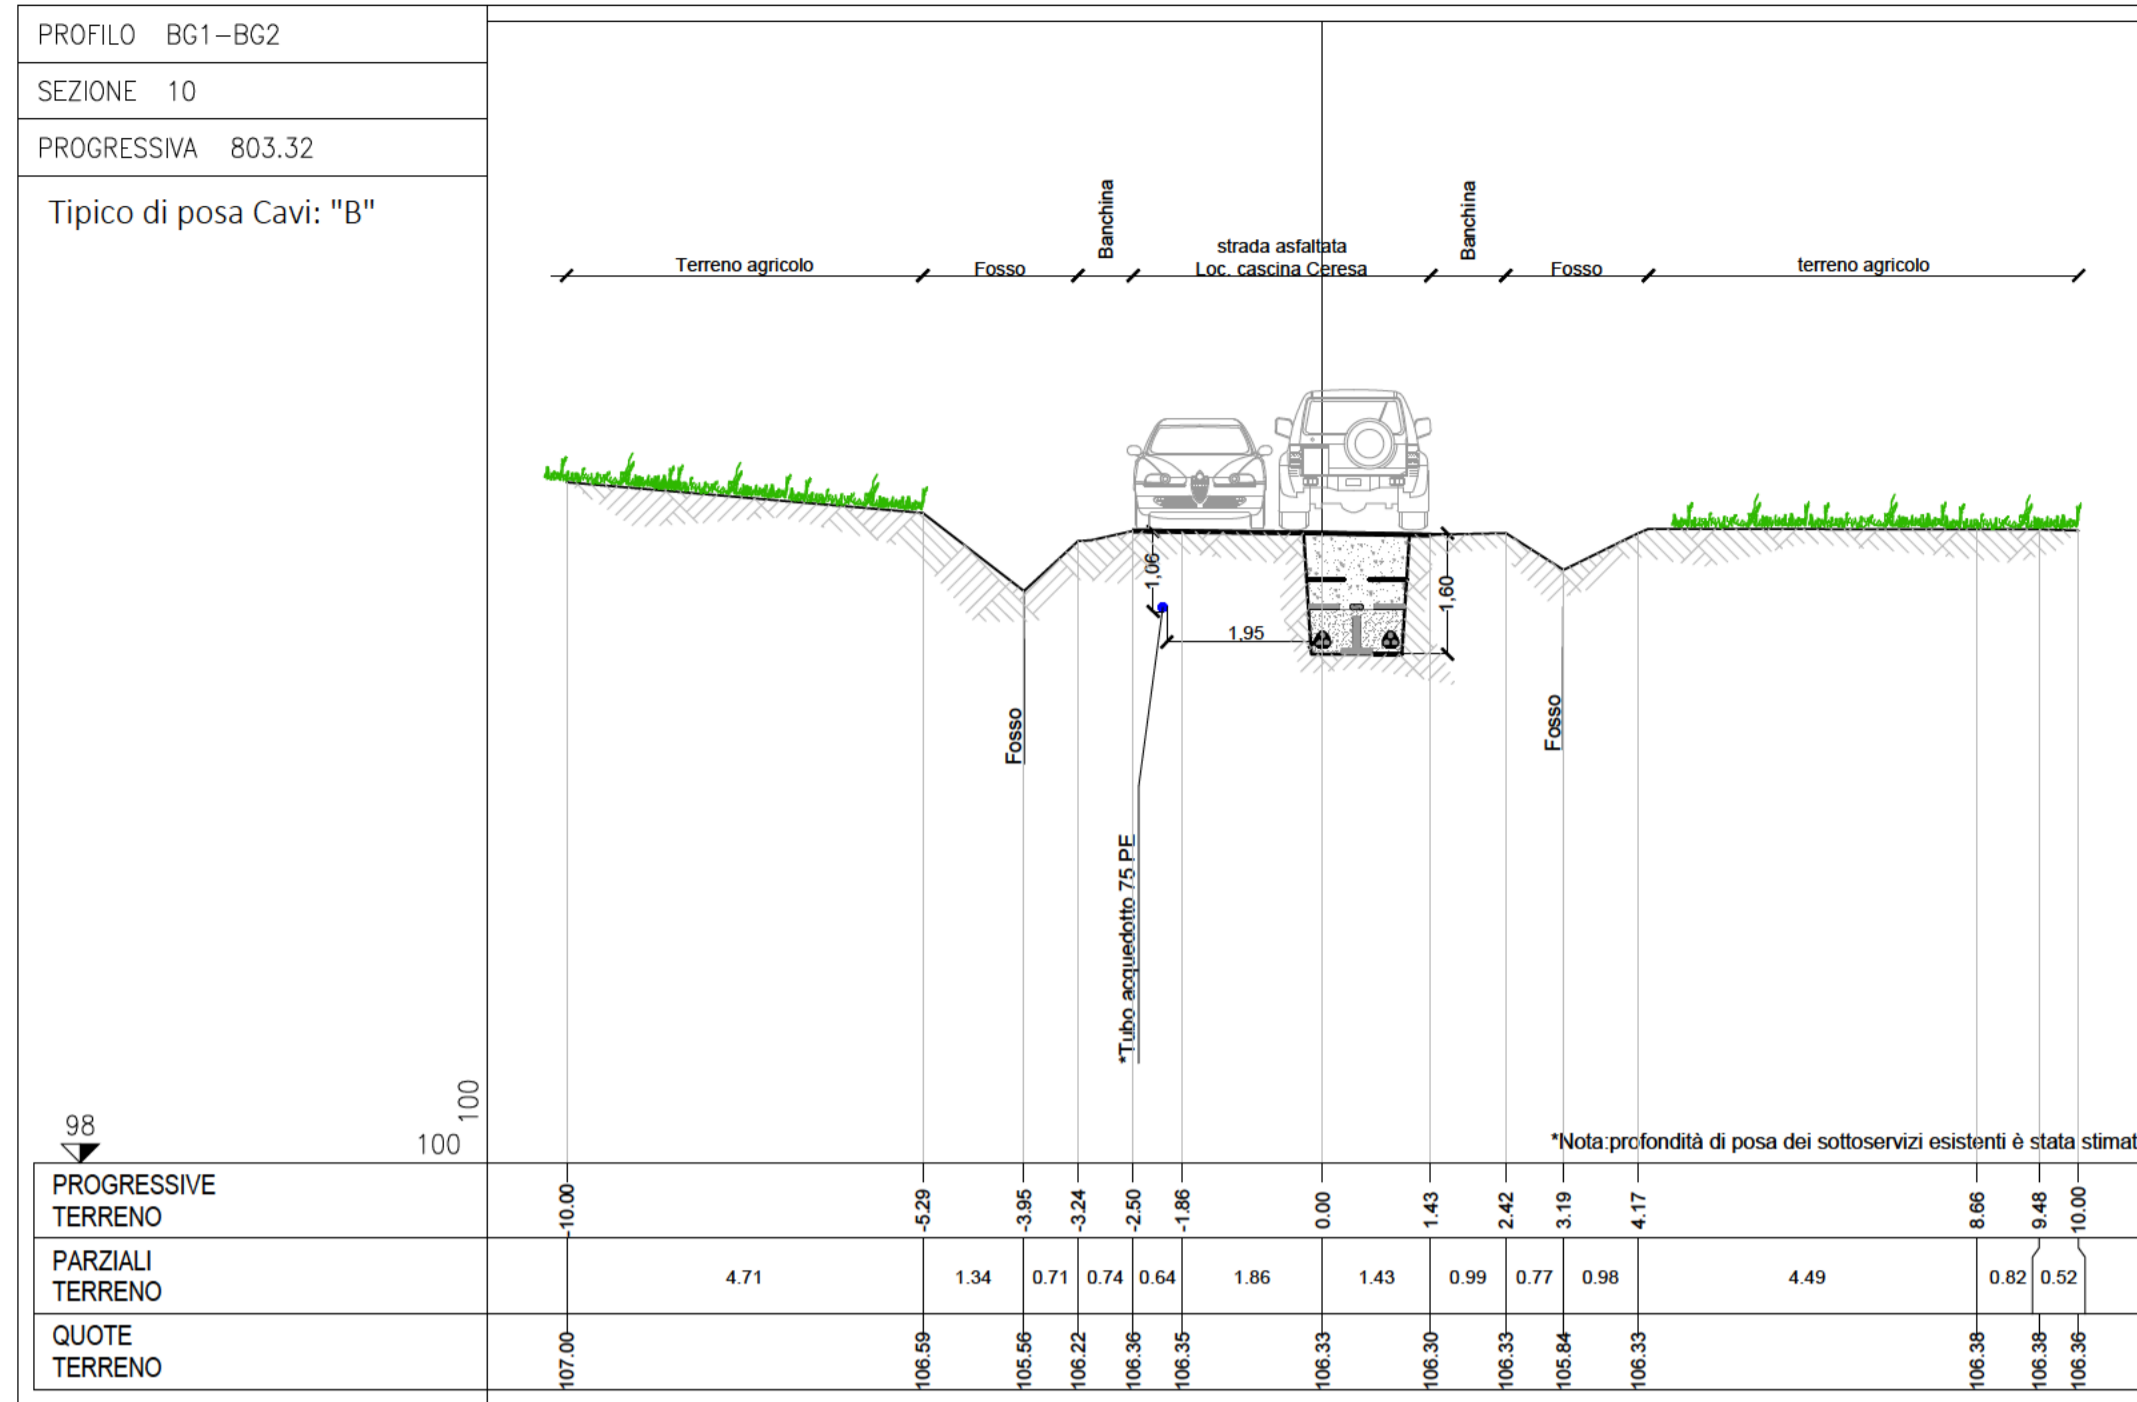 PROFILO BG1-BG2
SEZIONE 10
PROGRESSIVA 803.32
Tipico di posa Cavi: "B"
Terreno agricolo
Fosso
Banchina
strada asfaltata
Loc. cascina Ceresa
Banchina
Fosso
terreno agricolo
1,06
1,95
1,60
Fosso
Fosso
*Tubo acquedotto 75 PE
98
100
100
*Nota:profondità di posa dei sottoservizi esistenti è stata stimat
PROGRESSIVE
TERRENO
-10.00 -5.29 -3.95 -3.24 -2.50 -1.86 0.00 1.43 2.42 3.19 4.17 8.66 9.48 10.00
PARZIALI
TERRENO
4.71 1.34 0.71 0.74 0.64 1.86 1.43 0.99 0.77 0.98 4.49 0.82 0.52
QUOTE
TERRENO
107.00 106.59 105.56 106.22 106.36 106.35 106.33 106.30 106.33 105.84 106.33 106.38 106.38 106.36